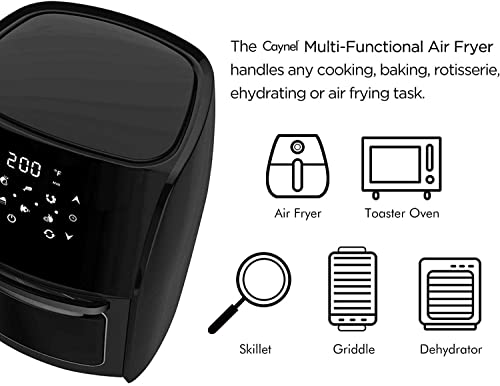 The Caynel Multi-Functional Air Fryer
handles any cooking, baking, rotisserie,
ehydrating or air frying task.
200 °F
Air Fryer
Toaster Oven
Skillet
Griddle
Dehydrator